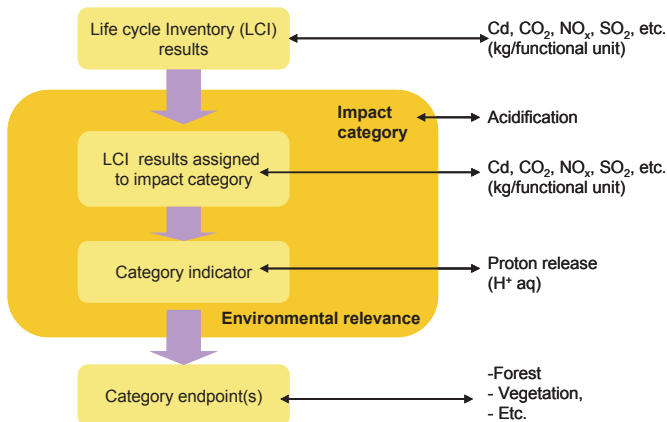 Life cycle Inventory (LCI)
results
Cd, CO₂, NOₓ, SO₂, etc.
(kg/functional unit)
Impact
category
Acidification
LCI results assigned
to impact category
Cd, CO₂, NOₓ, SO₂, etc.
(kg/functional unit)
Category indicator
Proton release
(H⁺ aq)
Environmental relevance
Category endpoint(s)
-Forest
- Vegetation,
- Etc.